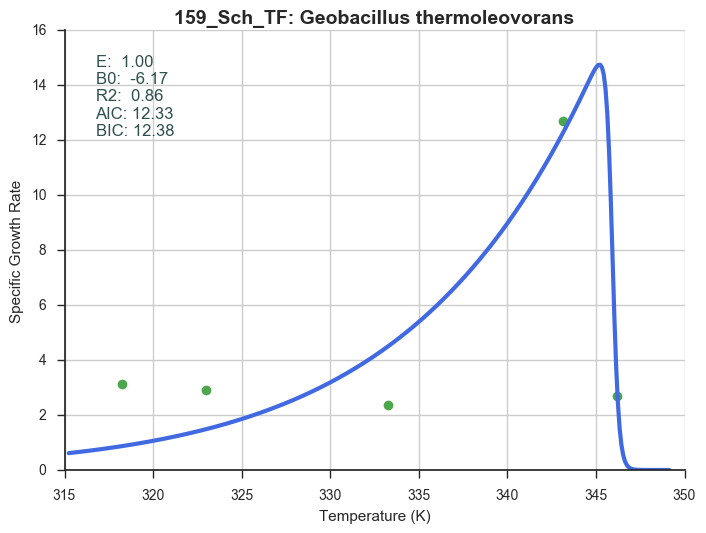 159_Sch_TF: Geobacillus thermoleovorans
E:  1.00
B0:  -6.17
R2:  0.86
AIC: 12.33
BIC: 12.38
16
14
12
10
8
6
4
2
0
Specific Growth Rate
315 320 325 330 335 340 345 350
Temperature (K)